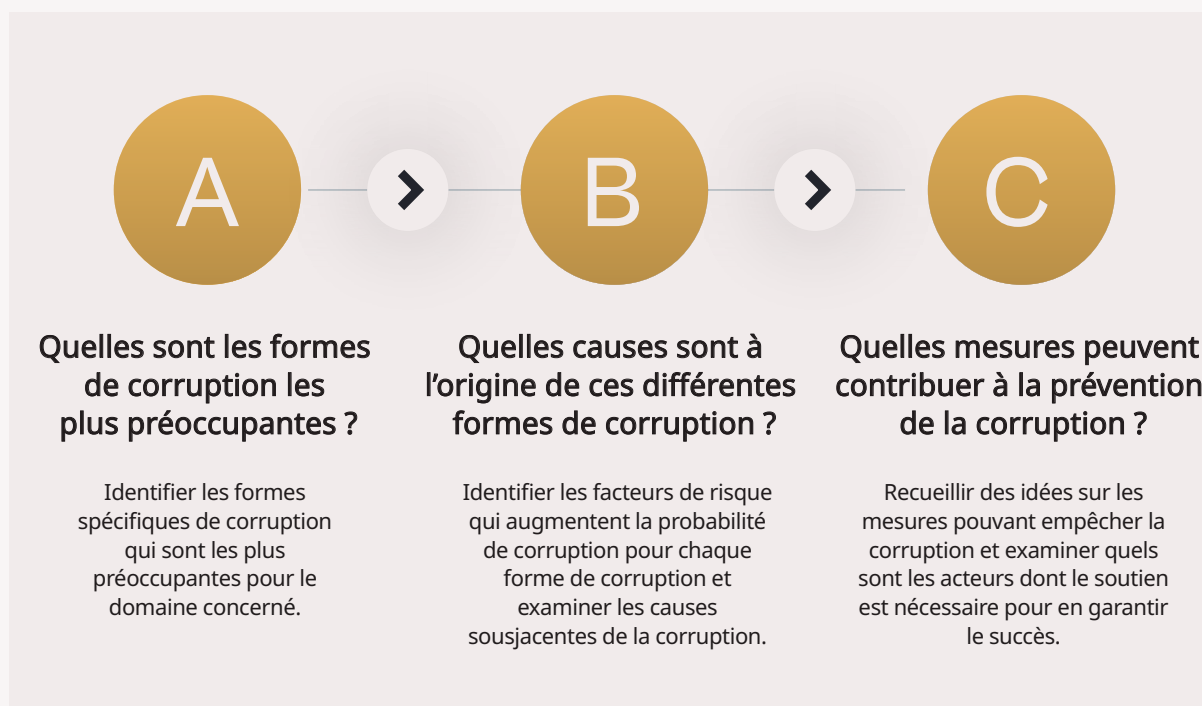 A
B
C
Quelles sont les formes
de corruption les
plus préoccupantes ?
Identifier les formes
spécifiques de corruption
qui sont les plus
préoccupantes pour le
domaine concerné.
Quelles causes sont à
l’origine de ces différentes
formes de corruption ?
Identifier les facteurs de risque
qui augmentent la probabilité
de corruption pour chaque
forme de corruption et
examiner les causes
sousjacentes de la corruption.
Quelles mesures peuvent
contribuer à la prévention
de la corruption ?
Recueillir des idées sur les
mesures pouvant empêcher la
corruption et examiner quels
sont les acteurs dont le soutien
est nécessaire pour en garantir
le succès.